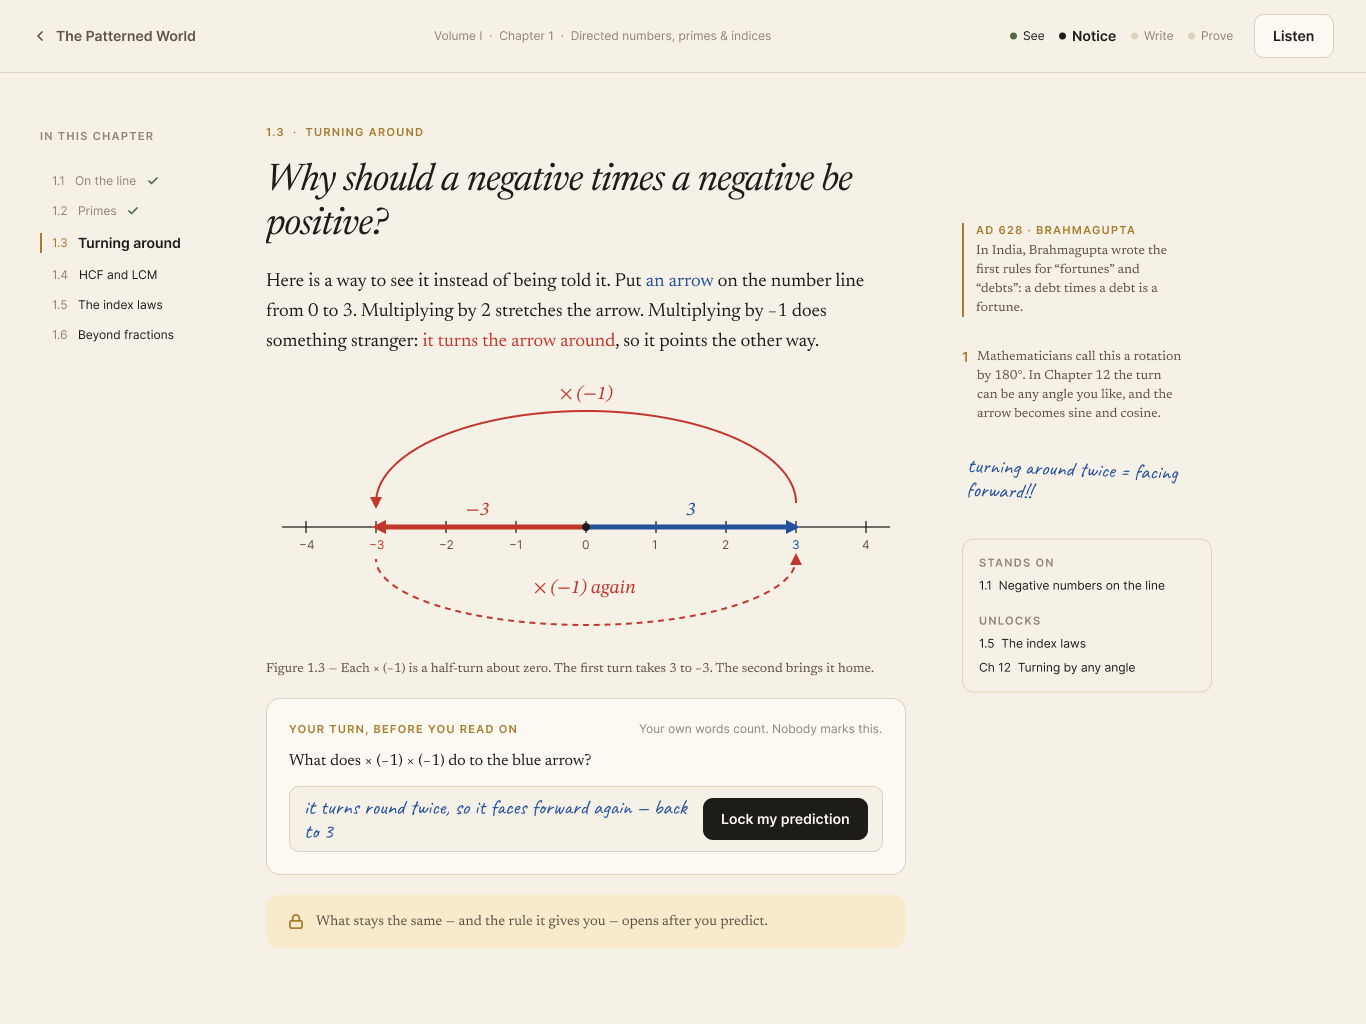 The Patterned World
Volume I · Chapter 1 · Directed numbers, primes & indices
See Notice Write Prove
Listen
IN THIS CHAPTER
1.1 On the line
1.2 Primes
1.3 Turning around
1.4 HCF and LCM
1.5 The index laws
1.6 Beyond fractions
1.3 · TURNING AROUND
Why should a negative times a negative be
positive?
Here is a way to see it instead of being told it. Put an arrow on the number line
from 0 to 3. Multiplying by 2 stretches the arrow. Multiplying by −1 does
something stranger: it turns the arrow around, so it points the other way.
× (−1)
−3 3
−4 −3 −2 −1 0 1 2 3 4
× (−1) again
Figure 1.3 — Each × (−1) is a half-turn about zero. The first turn takes 3 to −3. The second brings it home.
YOUR TURN, BEFORE YOU READ ON
Your own words count. Nobody marks this.
What does × (−1) × (−1) do to the blue arrow?
it turns round twice, so it faces forward again — back
to 3
Lock my prediction
What stays the same — and the rule it gives you — opens after you predict.
AD 628 · BRAHMAGUPTA
In India, Brahmagupta wrote the
first rules for “fortunes” and
“debts”: a debt times a debt is a
fortune.
1 Mathematicians call this a rotation
by 180°. In Chapter 12 the turn
can be any angle you like, and the
arrow becomes sine and cosine.
turning around twice = facing
forward!!
STANDS ON
1.1 Negative numbers on the line
UNLOCKS
1.5 The index laws
Ch 12 Turning by any angle